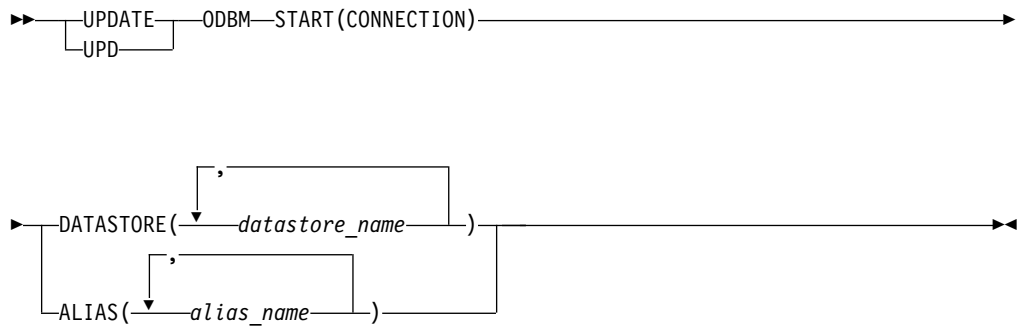 UPDATE ODBM START(CONNECTION)
UPD
,
DATASTORE( datastore_name )
,
ALIAS( alias_name )